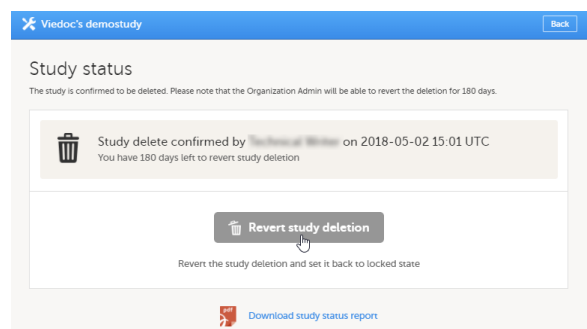 Viedoc's demostudy
Back
Study status
The study is confirmed to be deleted. Please note that the Organization Admin will be able to revert the deletion for 180 days.
Study delete confirmed by on 2018-05-02 15:01 UTC
You have 180 days left to revert study deletion
Revert study deletion
Revert the study deletion and set it back to locked state
pdf
Download study status report